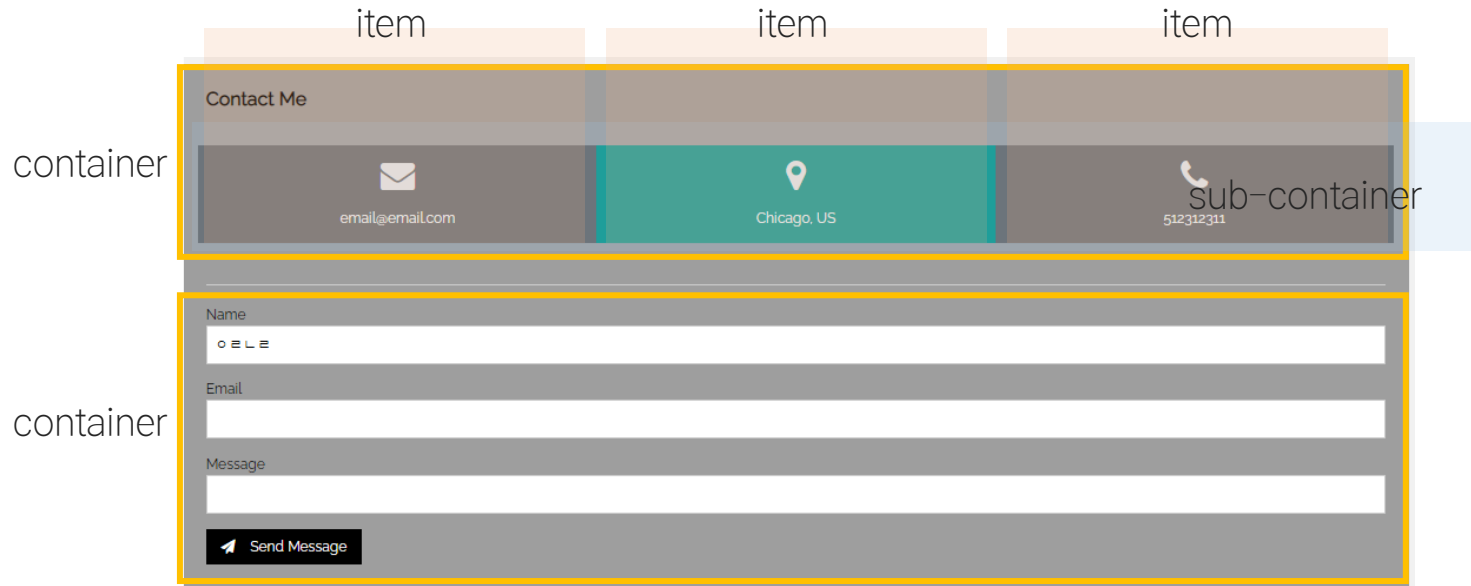 item item item
Contact Me
container
email@email.com Chicago, US 512312311
sub-container
Name
ㅇㄹㄴㄹ
Email
container
Message
Send Message